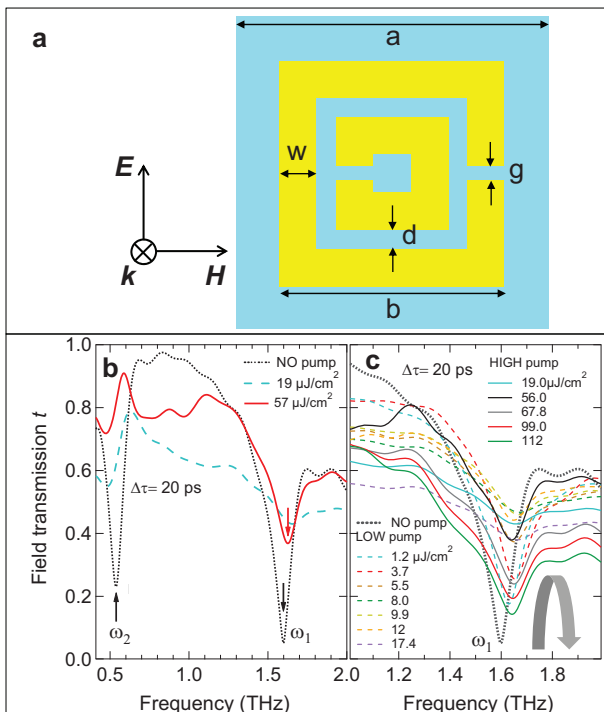 a
a
w
E
g
d
k
H
b
b
NO pump
19 µJ/cm²
57 µJ/cm²
Δτ= 20 ps
ω₂
ω₁
Field transmission t
1.0
0.8
0.6
0.4
0.2
0.0
0.5
1.0
1.5
2.0
Frequency (THz)
c
Δτ= 20 ps
HIGH pump
19.0µJ/cm²
56.0
67.8
99.0
112
NO pump
LOW pump
1.2 µJ/cm²
3.7
5.5
8.0
9.9
12
17.4
ω₁
1.0
1.2
1.4
1.6
1.8
Frequency (THz)